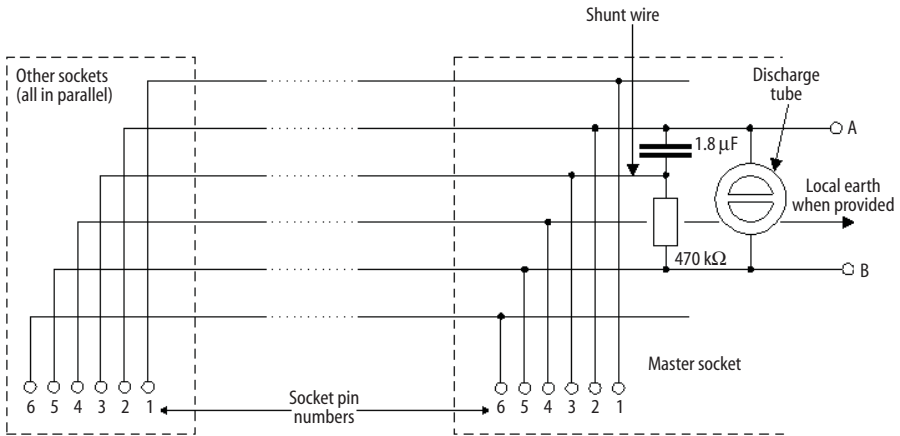 Shunt wire
Other sockets
(all in parallel)
Discharge
tube
A
1.8 μF
Local earth
when provided
470 kΩ
B
Master socket
6 5 4 3 2 1
Socket pin
numbers
6 5 4 3 2 1